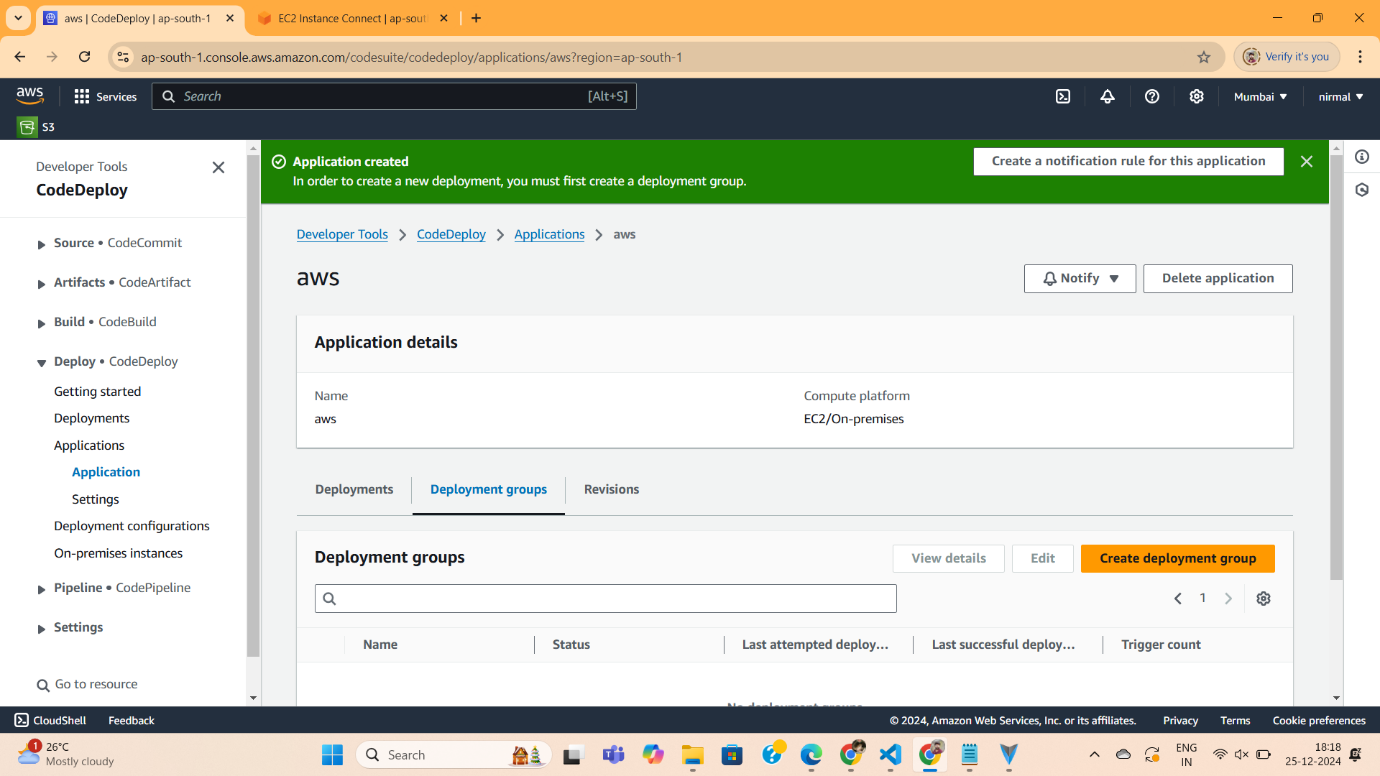 aws | CodeDeploy | ap-south-1
EC2 Instance Connect | ap-sout
ap-south-1.console.aws.amazon.com/codesuite/codedeploy/applications/aws?region=ap-south-1
Verify it's you
aws
Services
Search
[Alt+S]
Mumbai
nirmal
S3
Developer Tools
CodeDeploy
Source • CodeCommit
Artifacts • CodeArtifact
Build • CodeBuild
Deploy • CodeDeploy
Getting started
Deployments
Applications
Application
Settings
Deployment configurations
On-premises instances
Pipeline • CodePipeline
Settings
Go to resource
Application created
In order to create a new deployment, you must first create a deployment group.
Create a notification rule for this application
Developer Tools
CodeDeploy
Applications
aws
aws
Notify
Delete application
Application details
Name
aws
Compute platform
EC2/On-premises
Deployments
Deployment groups
Revisions
Deployment groups
View details
Edit
Create deployment group
1
Name
Status
Last attempted deploy...
Last successful deploy...
Trigger count
No deployment groups
CloudShell
Feedback
© 2024, Amazon Web Services, Inc. or its affiliates.
Privacy
Terms
Cookie preferences
1
26°C
Mostly cloudy
Search
ENG
IN
18:18
25-12-2024